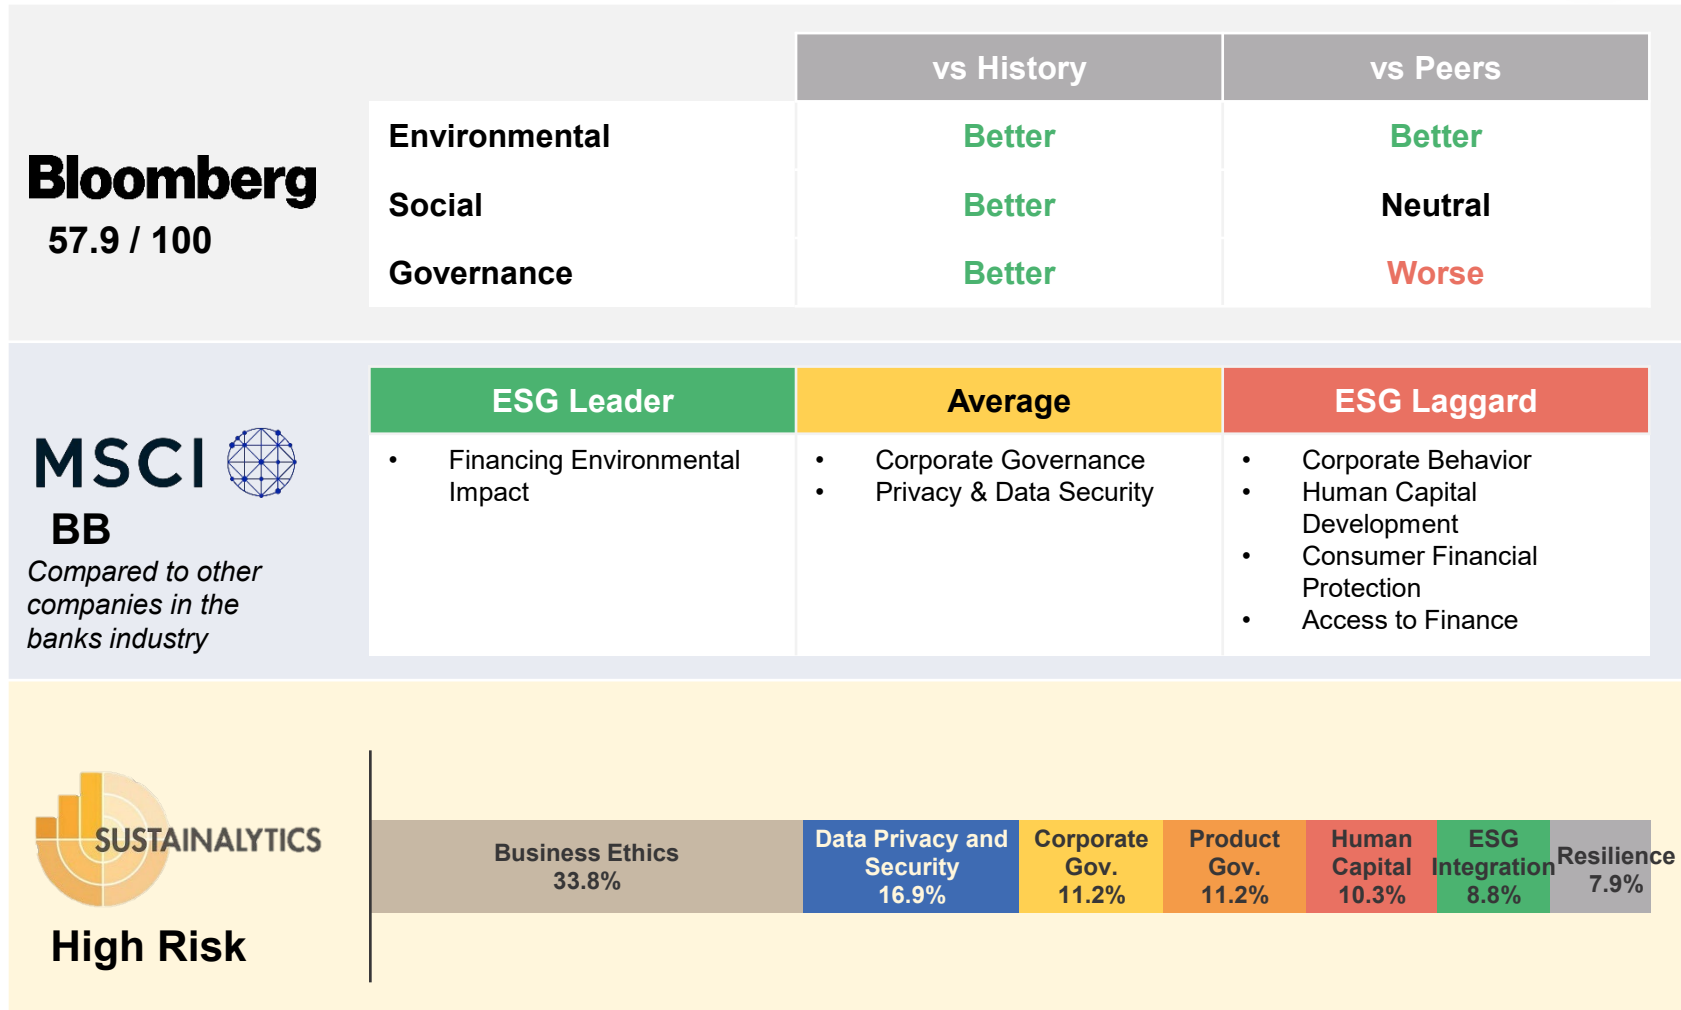 vs History
vs Peers
Bloomberg
57.9 / 100
Environmental
Better
Better
Social
Better
Neutral
Governance
Better
Worse
MSCI
BB
Compared to other
companies in the
banks industry
ESG Leader
Average
ESG Laggard
• Financing Environmental
Impact
• Corporate Governance
• Privacy & Data Security
• Corporate Behavior
• Human Capital
Development
• Consumer Financial
Protection
• Access to Finance
SUSTAINALYTICS
High Risk
Business Ethics
33.8%
Data Privacy and
Security
16.9%
Corporate
Gov.
11.2%
Product
Gov.
11.2%
Human
Capital
10.3%
ESG
Integration
8.8%
Resilience
7.9%